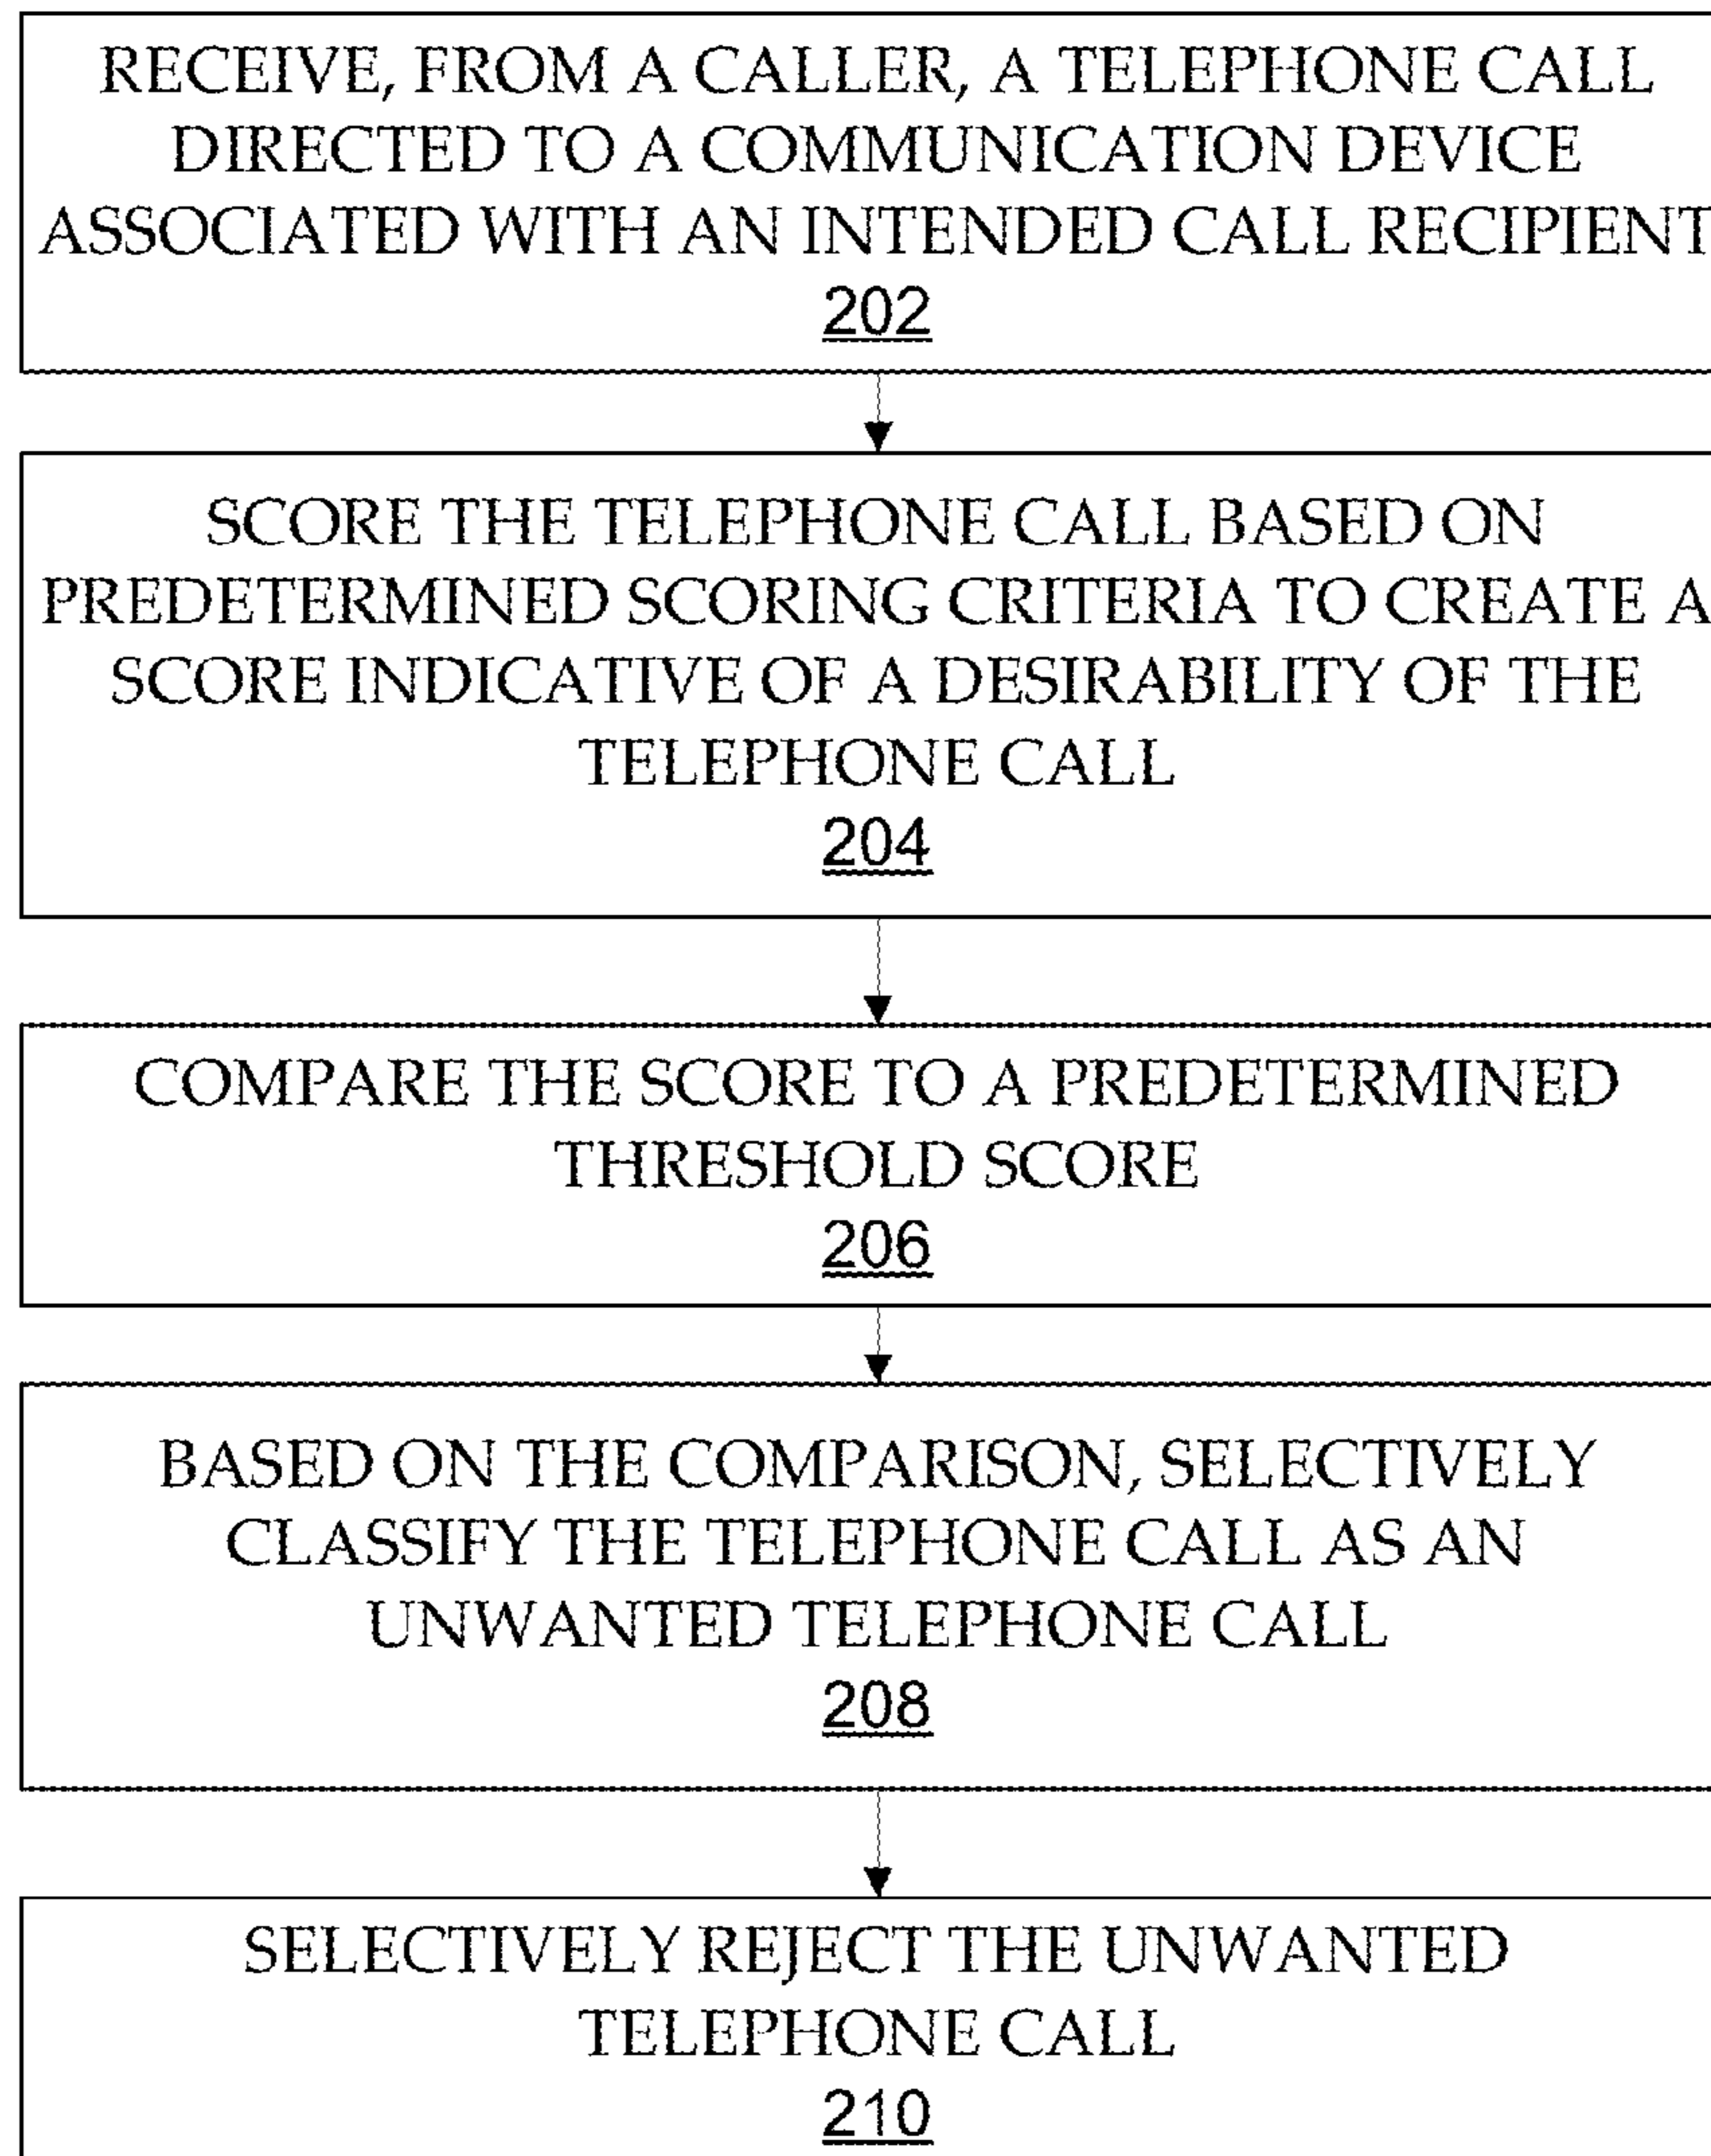 RECEIVE, FROM A CALLER, A TELEPHONE CALL
DIRECTED TO A COMMUNICATION DEVICE
ASSOCIATED WITH AN INTENDED CALL RECIPIENT
202
SCORE THE TELEPHONE CALL BASED ON
PREDETERMINED SCORING CRITERIA TO CREATE A
SCORE INDICATIVE OF A DESIRABILITY OF THE
TELEPHONE CALL
204
COMPARE THE SCORE TO A PREDETERMINED
THRESHOLD SCORE
206
BASED ON THE COMPARISON, SELECTIVELY
CLASSIFY THE TELEPHONE CALL AS AN
UNWANTED TELEPHONE CALL
208
SELECTIVELY REJECT THE UNWANTED
TELEPHONE CALL
210